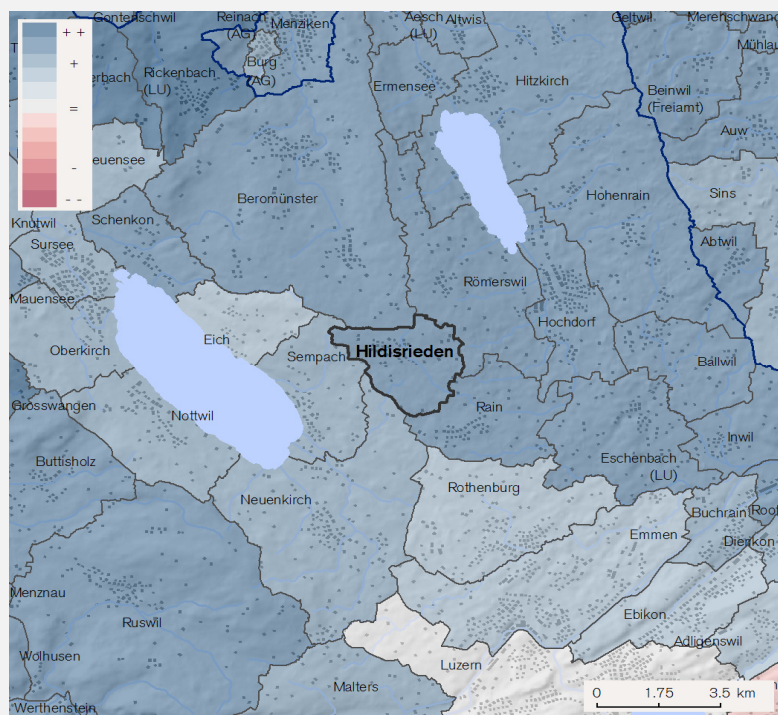 Gontenschwil
Reinach
(AG)
Menziken
Aesch
(LU)
Altwis
Geltwil
Merenschwand
+ +
+
=
-
- -
Burg
(AG)
Rickenbach
(LU)
Ermensee
Hitzkirch
Mühlau
Beinwil
(Freiamt)
Auw
Beromünster
Hohenrain
Sins
Knutwil
Schenkon
Sursee
Abtwil
Römerswil
Mauensee
Hochdorf
Oberkirch
Eich
Sempach
Hildisrieden
Ballwil
Grosswangen
Nottwil
Rain
Inwil
Buttisholz
Eschenbach
(LU)
Rothenburg
Neuenkirch
Buchrain
Root
Emmen
Dierikon
Menznau
Ruswil
Ebikon
Adligenswil
Wolhusen
Luzern
Malters
Werthenstein
0 1.75 3.5 km